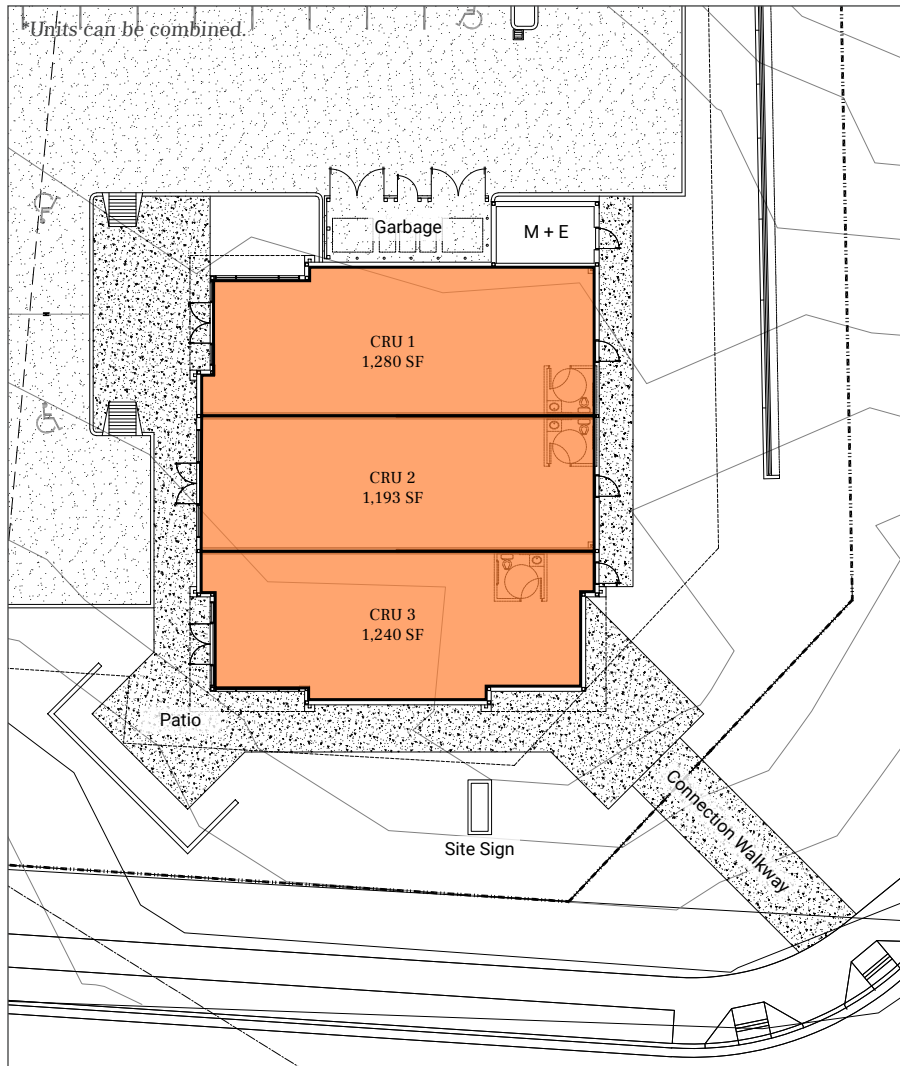 *Units can be combined.
Garbage
M + E
CRU 1
1,280 SF
CRU 2
1,193 SF
CRU 3
1,240 SF
Patio
Connection Walkway
Site Sign